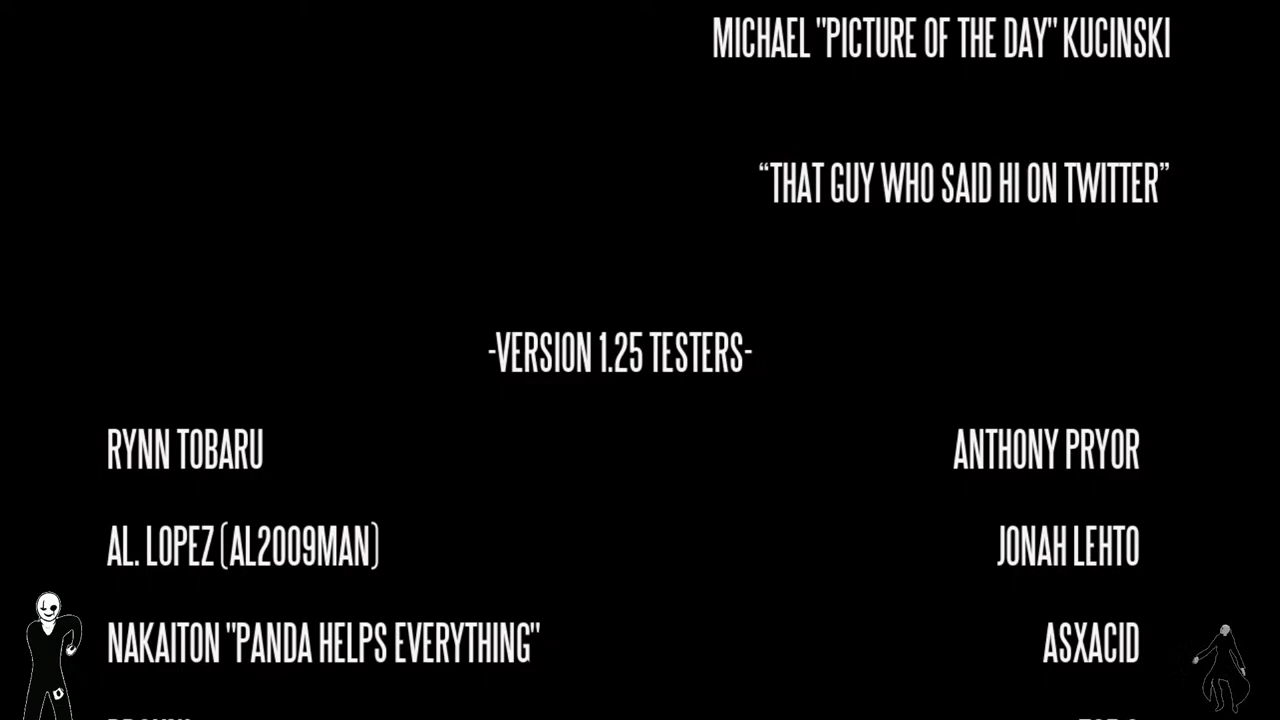 MICHAEL "PICTURE OF THE DAY" KUCINSKI
“THAT GUY WHO SAID HI ON TWITTER”
-VERSION 1.25 TESTERS-
RYNN TOBARU ANTHONY PRYOR
AL. LOPEZ (AL2009MAN) JONAH LEHTO
NAKAITON "PANDA HELPS EVERYTHING" ASXACID